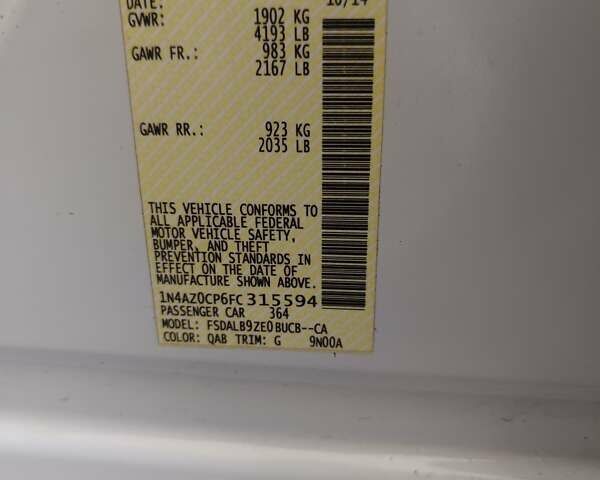 DATE: 10/14
GVWR: 1902 KG
4193 LB
GAWR FR.: 983 KG
2167 LB
GAWR RR.: 923 KG
2035 LB
THIS VEHICLE CONFORMS TO
ALL APPLICABLE FEDERAL
MOTOR VEHICLE SAFETY,
BUMPER, AND THEFT
PREVENTION STANDARDS IN
EFFECT ON THE DATE OF
MANUFACTURE SHOWN ABOVE.
1N4AZ0CP6FC315594
PASSENGER CAR 364
MODEL: FSDALB9ZE0BUCB--CA
COLOR: QAB TRIM: G 9N00A